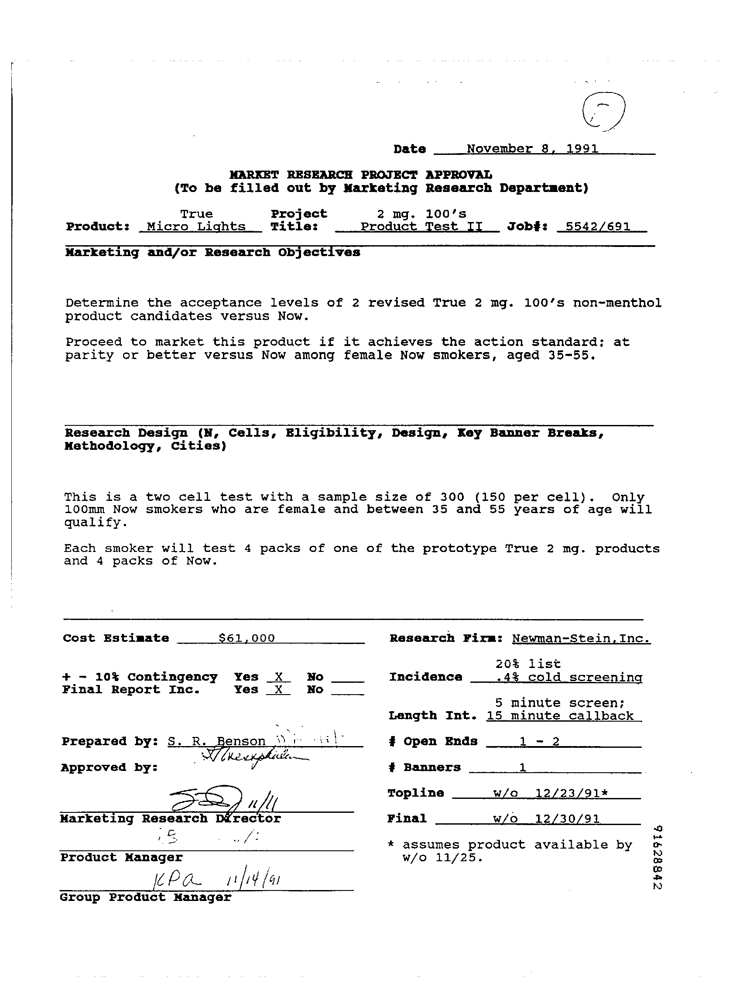 Date November 8, 1991
MARKET RESEARCH PROJECT APPROVAL
(To be filled out by Marketing Research Department)
True Project 2 mg. 100's
Product: Micro Lights Title: Product Test II Job#: 5542/691
Marketing and/or Research Objectives
Determine the acceptance levels of 2 revised True 2 mg. 100's non-menthol
product candidates versus Now.
Proceed to market this product if it achieves the action standard; at
parity or better versus Now among female Now smokers, aged 35-55.
Research Design (N, Cells, Eligibility, Design, Key Banner Breaks,
Methodology, Cities)
This is a two cell test with a sample size of 300 (150 per cell). Only
100mm Now smokers who are female and between 35 and 55 years of age will
qualify.
Each smoker will test 4 packs of one of the prototype True 2 mg. products
and 4 packs of Now.
Cost Estimate $61,000
+ - 10% Contingency Yes X No
Final Report Inc. Yes X No
Prepared by: S. R. Benson
Approved by:
11/11
Marketing Research Director
Product Manager
KPA 11/14/91
Group Product Manager
Research Firm: Newman-Stein, Inc.
20% list
Incidence .4% cold screening
5 minute screen;
Length Int. 15 minute callback
# Open Ends 1 - 2
# Banners 1
Topline w/o 12/23/91*
Final w/o 12/30/91
* assumes product available by
w/o 11/25.
91628842